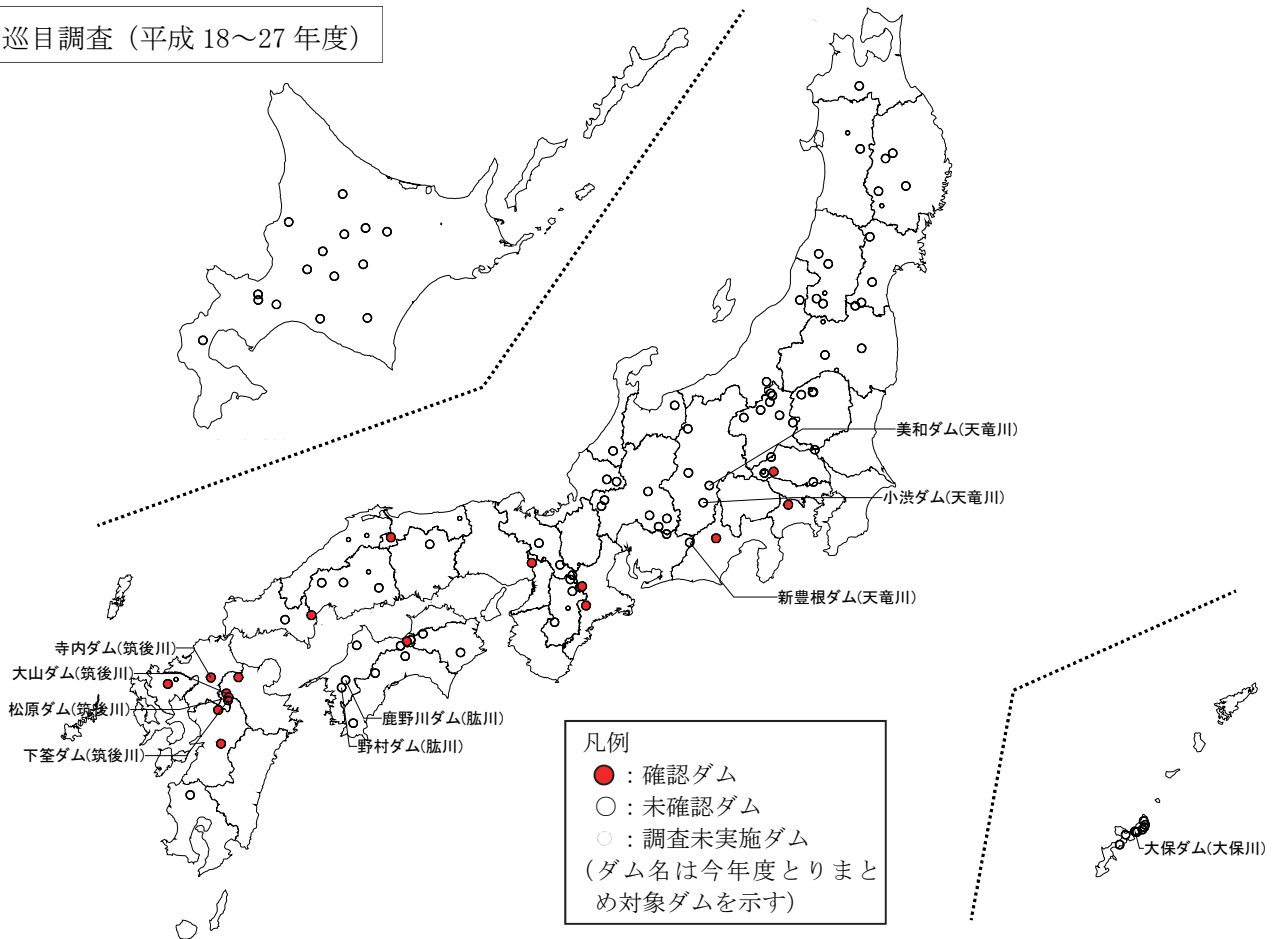 巡目調査（平成 18～27 年度）
美和ダム(天竜川)
小渋ダム(天竜川)
新豊根ダム(天竜川)
寺内ダム(筑後川)
大山ダム(筑後川)
松原ダム(筑後川)
下筌ダム(筑後川)
鹿野川ダム(肱川)
野村ダム(肱川)
大保ダム(大保川)
凡例
：確認ダム
：未確認ダム
：調査未実施ダム
(ダム名は今年度とりまと
め対象ダムを示す)